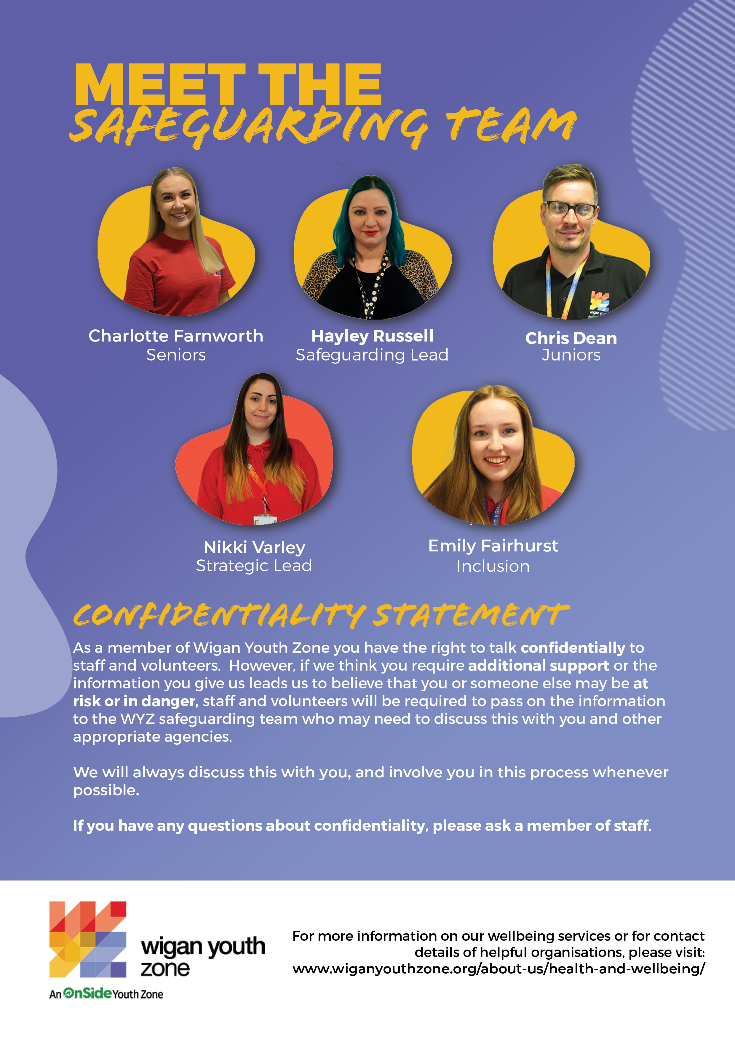 MEET THE
SAFEGUARDING TEAM
Charlotte Farnworth
Seniors
Hayley Russell
Safeguarding Lead
Chris Dean
Juniors
Nikki Varley
Strategic Lead
Emily Fairhurst
Inclusion
CONFIDENTIALITY STATEMENT
As a member of Wigan Youth Zone you have the right to talk confidentially to
staff and volunteers. However, if we think you require additional support or the
information you give us leads us to believe that you or someone else may be at
risk or in danger, staff and volunteers will be required to pass on the information
to the WYZ safeguarding team who may need to discuss this with you and other
appropriate agencies.
We will always discuss this with you, and involve you in this process whenever
possible.
If you have any questions about confidentiality, please ask a member of staff.
wigan youth
zone
An OnSide Youth Zone
For more information on our wellbeing services or for contact
details of helpful organisations, please visit:
www.wiganyouthzone.org/about-us/health-and-wellbeing/